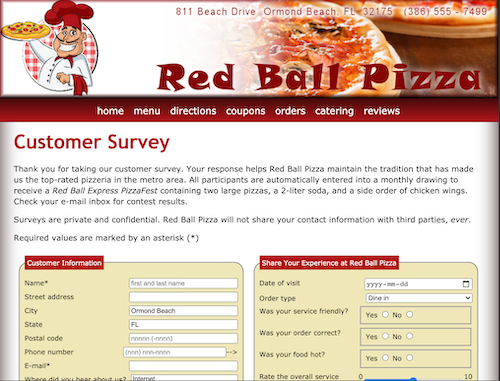 811 Beach Drive Ormond Beach, FL 32175 (386) 555 - 7499
Red Ball Pizza
home menu directions coupons orders catering reviews
Customer Survey
Thank you for taking our customer survey. Your response helps Red Ball Pizza maintain the tradition that has made
us the top-rated pizzeria in the metro area. All participants are automatically entered into a monthly drawing to
receive a Red Ball Express PizzaFest containing two large pizzas, a 2-liter soda, and a side order of chicken wings.
Check your e-mail inbox for contest results.
Surveys are private and confidential. Red Ball Pizza will not share your contact information with third parties, ever.
Required values are marked by an asterisk (*)
Customer Information
Name* first and last name
Street address
City Ormond Beach
State FL
Postal code nnnnn (-nnnn)
Phone number (nnn) nnn-nnnn -->
E-mail*
Where did you hear about us? Internet
Share Your Experience at Red Ball Pizza
Date of visit yyyy-mm-dd
Order type Dine in
Was your service friendly? Yes No
Was your order correct? Yes No
Was your food hot? Yes No
Rate the overall service 0 10